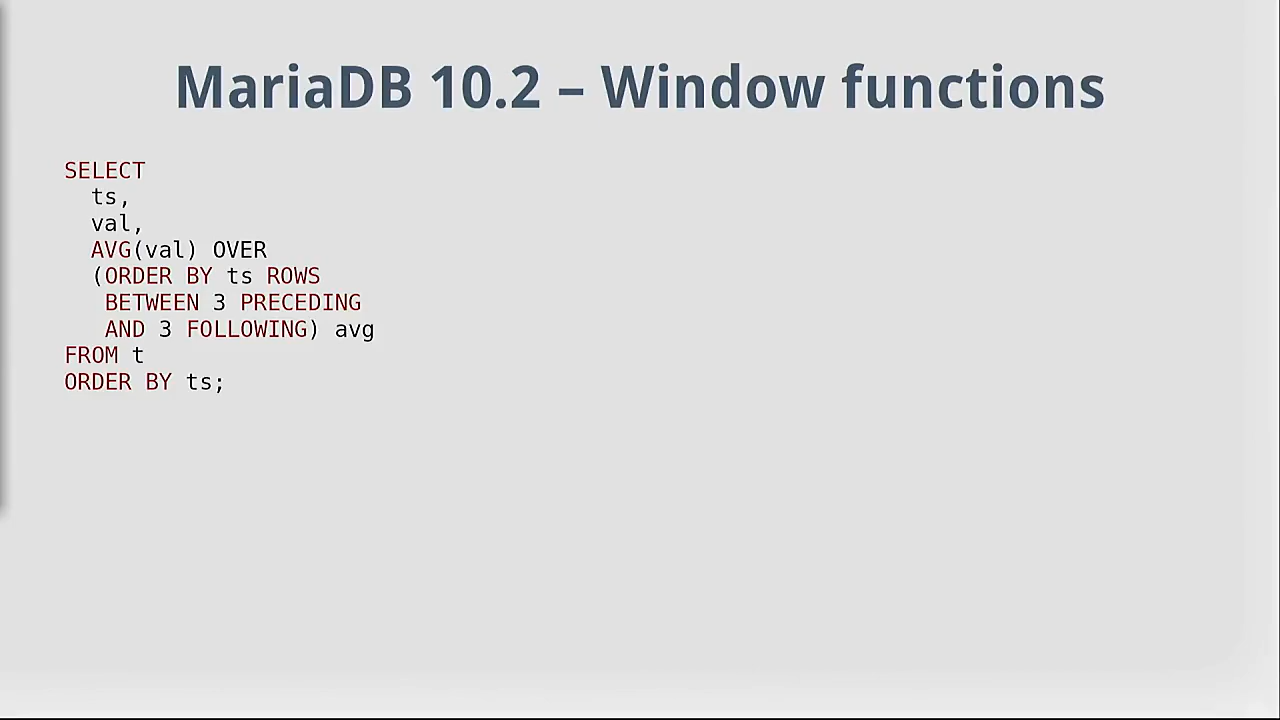 MariaDB 10.2 – Window functions
SELECT
  ts,
  val,
  AVG(val) OVER
  (ORDER BY ts ROWS
   BETWEEN 3 PRECEDING
   AND 3 FOLLOWING) avg
FROM t
ORDER BY ts;